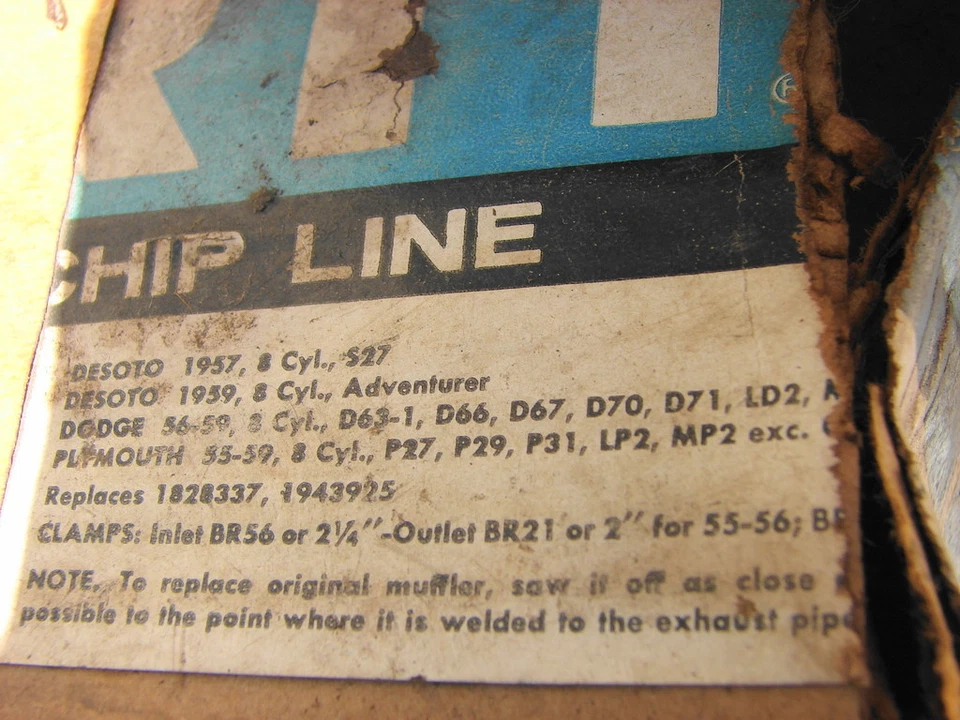 ®
CHIP LINE
DESOTO 1957, 8 Cyl., S27
DESOTO 1959, 8 Cyl., Adventurer
DODGE 56-59, 8 Cyl., D63-1, D66, D67, D70, D71, LD2,
PLYMOUTH 55-59, 8 Cyl., P27, P29, P31, LP2, MP2 exc.
Replaces 1828337, 1943925
CLAMPS: Inlet BR56 or 2¼"-Outlet BR21 or 2" for 55-56; BR
NOTE. To replace original muffler, saw it off as close
possible to the point where it is welded to the exhaust pipe